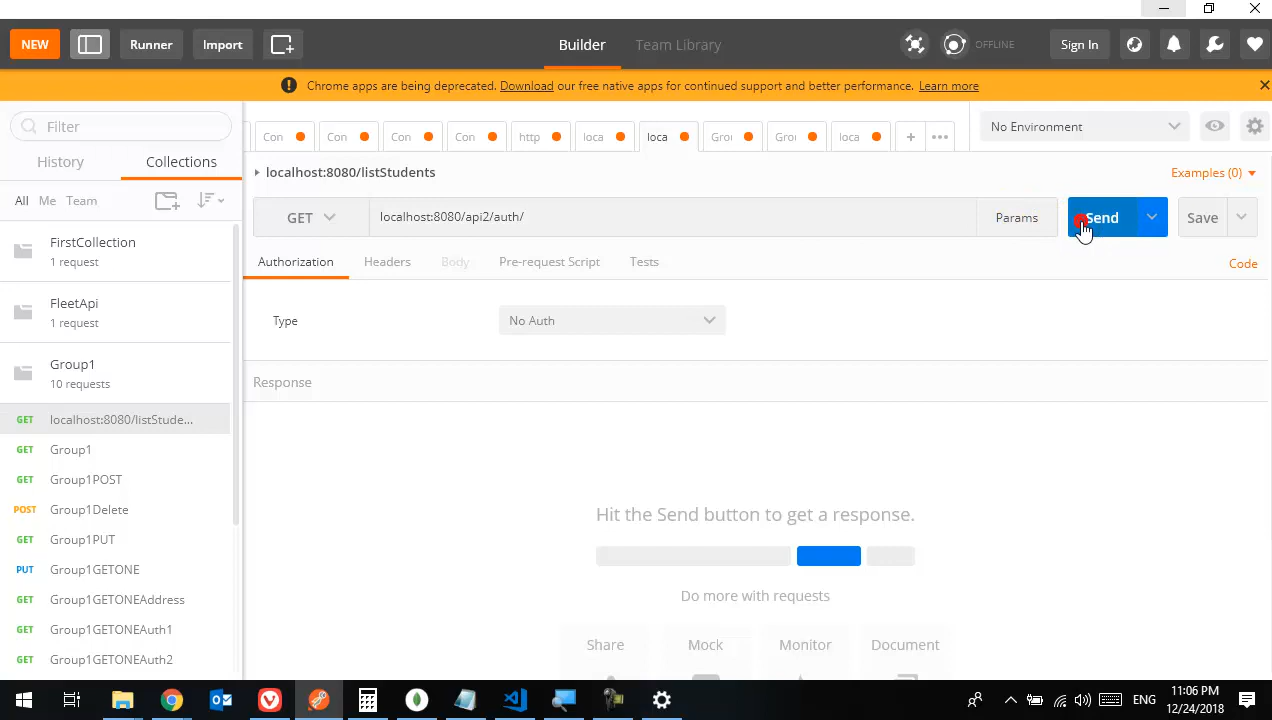 NEW
Runner
Import
Builder
Team Library
OFFLINE
Sign In
Chrome apps are being deprecated. Download our free native apps for continued support and better performance. Learn more
Filter
Con
Con
Con
Con
http
loca
loca
Gro
Gro
loca
No Environment
History
Collections
localhost:8080/listStudents
Examples (0)
All Me Team
GET
localhost:8080/api2/auth/
Params
Send
Save
FirstCollection
1 request
Authorization
Headers
Body
Pre-request Script
Tests
Code
FleetApi
1 request
Type
No Auth
Group1
10 requests
Response
GET localhost:8080/listStude...
GET Group1
GET Group1POST
POST Group1Delete
GET Group1PUT
PUT Group1GETONE
GET Group1GETONEAddress
GET Group1GETONEAuth1
GET Group1GETONEAuth2
Hit the Send button to get a response.
Do more with requests
Share
Mock
Monitor
Document
ENG
11:06 PM
12/24/2018